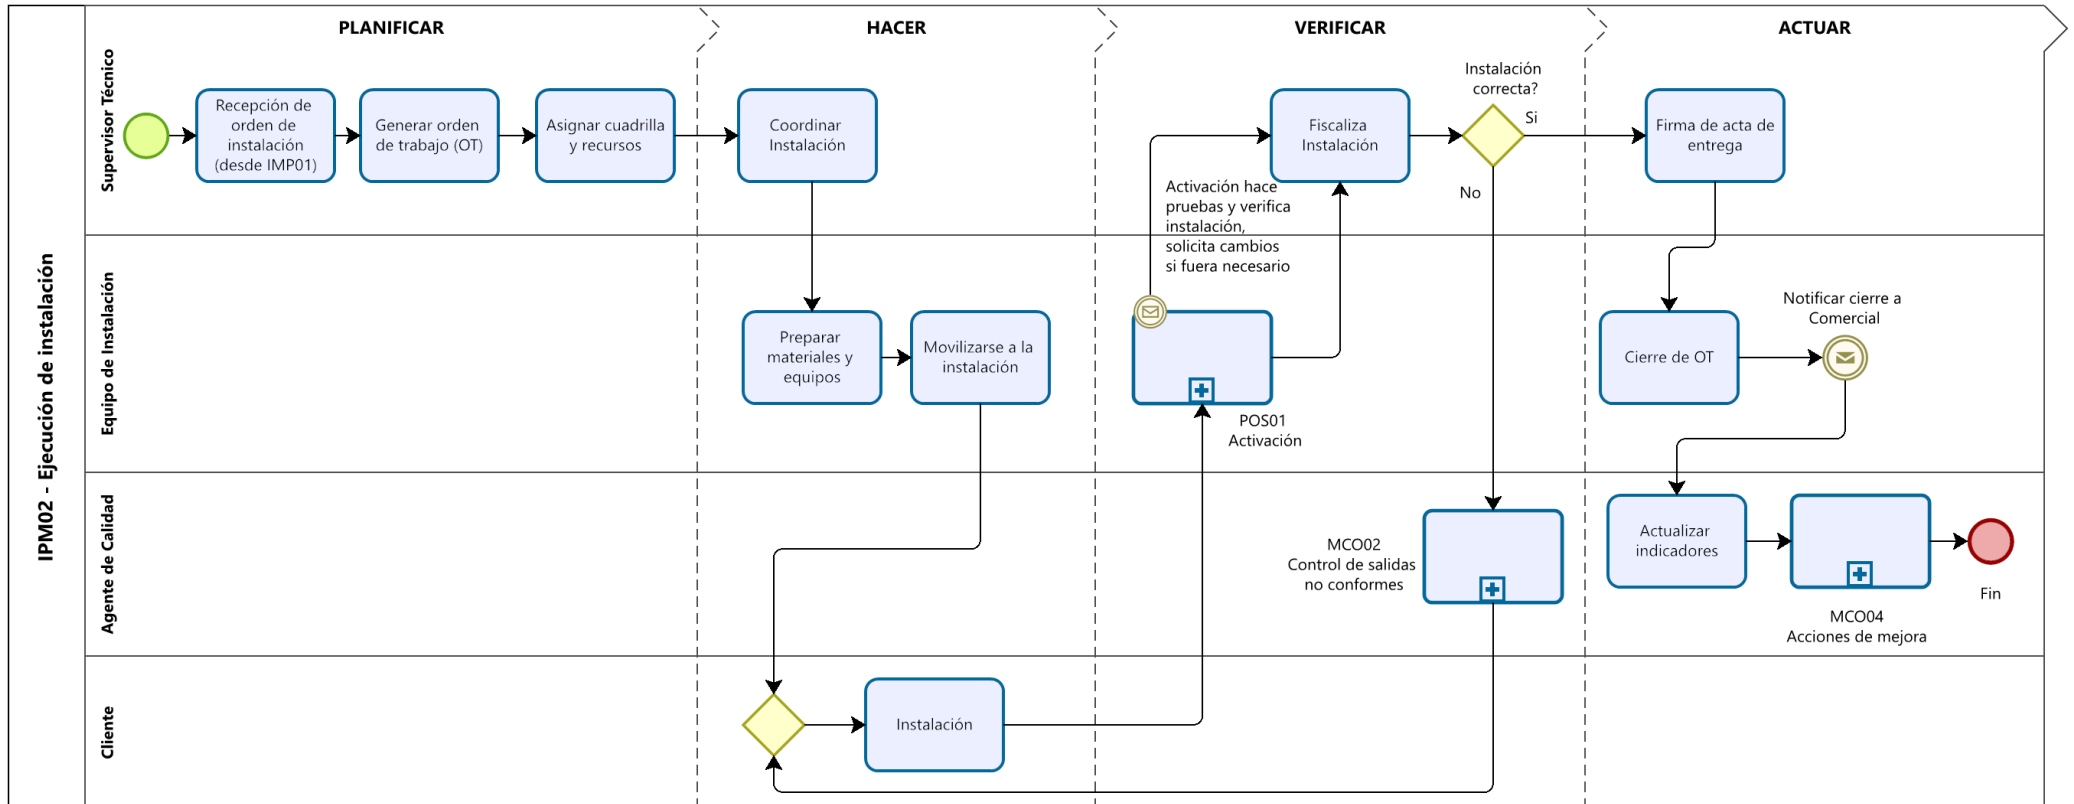 PLANIFICAR
HACER
VERIFICAR
ACTUAR
IPM02 - Ejecución de instalación
Supervisor Técnico
Recepción de
orden de
instalación
(desde IMP01)
Generar orden
de trabajo (OT)
Asignar cuadrilla
y recursos
Coordinar
Instalación
Activación hace
pruebas y verifica
instalación,
solicita cambios
si fuera necesario
Fiscaliza
Instalación
Instalación
correcta?
Si
No
Firma de acta de
entrega
Equipo de Instalación
Preparar
materiales y
equipos
Movilizarse a la
instalación
POS01
Activación
Cierre de OT
Notificar cierre a
Comercial
Agente de Calidad
MCO02
Control de salidas
no conformes
Actualizar
indicadores
MCO04
Acciones de mejora
Fin
Cliente
Instalación